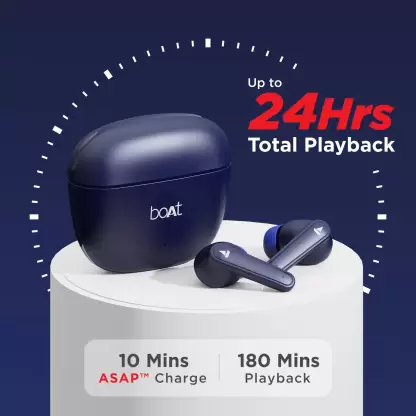 Up to
24Hrs
Total Playback
boAt
10 Mins
ASAP™ Charge
180 Mins
Playback